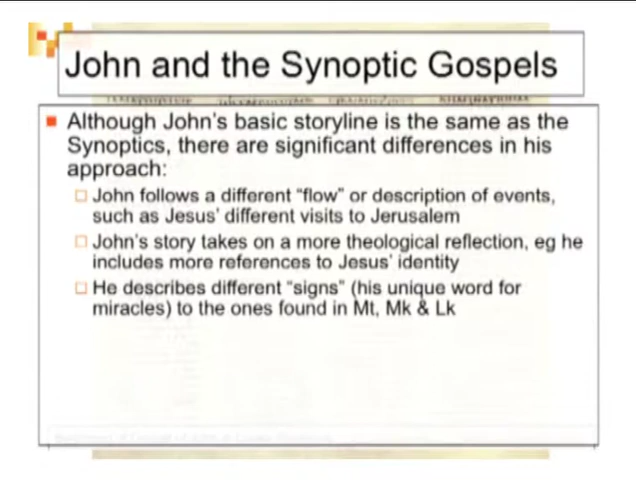 John and the Synoptic Gospels
Although John's basic storyline is the same as the
Synoptics, there are significant differences in his
approach:
John follows a different "flow" or description of events,
such as Jesus' different visits to Jerusalem
John's story takes on a more theological reflection, eg he
includes more references to Jesus' identity
He describes different "signs" (his unique word for
miracles) to the ones found in Mt, Mk & Lk